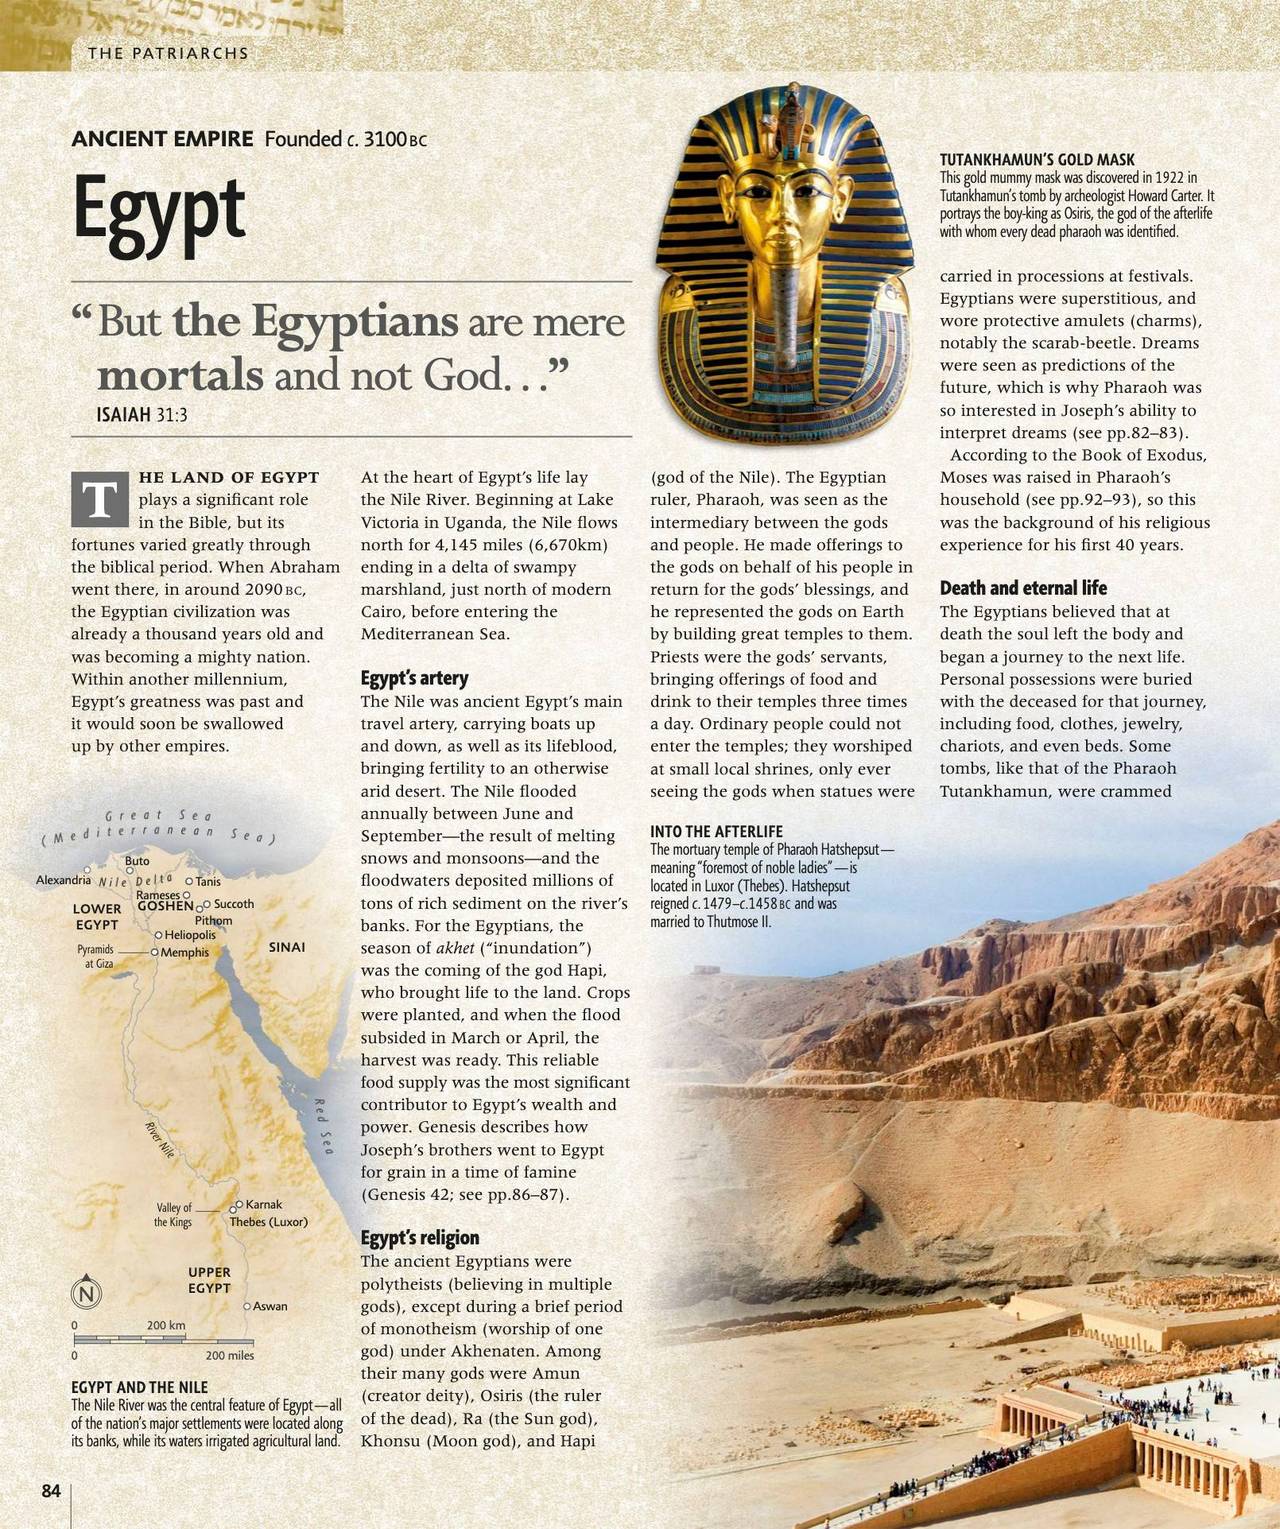 THE PATRIARCHS
ANCIENT EMPIRE Founded c. 3100 BC
Egypt
“But the Egyptians are mere
mortals and not God. . .”
ISAIAH 31:3
THE LAND OF EGYPT
plays a significant role
in the Bible, but its
fortunes varied greatly through
the biblical period. When Abraham
went there, in around 2090 BC,
the Egyptian civilization was
already a thousand years old and
was becoming a mighty nation.
Within another millennium,
Egypt’s greatness was past and
it would soon be swallowed
up by other empires.
Great Sea
(Mediterranean Sea)
Buto
Alexandria
Nile Delta
Tanis
Rameses
LOWER
EGYPT
GOSHEN
Succoth
Pithom
Heliopolis
Pyramids
at Giza
Memphis
SINAI
Red Sea
River Nile
Valley of
the Kings
Karnak
Thebes (Luxor)
UPPER
EGYPT
N
Aswan
0 200 km
0 200 miles
EGYPT AND THE NILE
The Nile River was the central feature of Egypt—all
of the nation’s major settlements were located along
its banks, while its waters irrigated agricultural land.
At the heart of Egypt’s life lay
the Nile River. Beginning at Lake
Victoria in Uganda, the Nile flows
north for 4,145 miles (6,670km)
ending in a delta of swampy
marshland, just north of modern
Cairo, before entering the
Mediterranean Sea.
Egypt’s artery
The Nile was ancient Egypt’s main
travel artery, carrying boats up
and down, as well as its lifeblood,
bringing fertility to an otherwise
arid desert. The Nile flooded
annually between June and
September—the result of melting
snows and monsoons—and the
floodwaters deposited millions of
tons of rich sediment on the river’s
banks. For the Egyptians, the
season of akhet (“inundation”)
was the coming of the god Hapi,
who brought life to the land. Crops
were planted, and when the flood
subsided in March or April, the
harvest was ready. This reliable
food supply was the most significant
contributor to Egypt’s wealth and
power. Genesis describes how
Joseph’s brothers went to Egypt
for grain in a time of famine
(Genesis 42; see pp.86–87).
Egypt’s religion
The ancient Egyptians were
polytheists (believing in multiple
gods), except during a brief period
of monotheism (worship of one
god) under Akhenaten. Among
their many gods were Amun
(creator deity), Osiris (the ruler
of the dead), Ra (the Sun god),
Khonsu (Moon god), and Hapi
(god of the Nile). The Egyptian
ruler, Pharaoh, was seen as the
intermediary between the gods
and people. He made offerings to
the gods on behalf of his people in
return for the gods’ blessings, and
he represented the gods on Earth
by building great temples to them.
Priests were the gods’ servants,
bringing offerings of food and
drink to their temples three times
a day. Ordinary people could not
enter the temples; they worshiped
at small local shrines, only ever
seeing the gods when statues were
INTO THE AFTERLIFE
The mortuary temple of Pharaoh Hatshepsut—
meaning “foremost of noble ladies”—is
located in Luxor (Thebes). Hatshepsut
reigned c. 1479–c.1458 BC and was
married to Thutmose II.
TUTANKHAMUN’S GOLD MASK
This gold mummy mask was discovered in 1922 in
Tutankhamun’s tomb by archeologist Howard Carter. It
portrays the boy-king as Osiris, the god of the afterlife
with whom every dead pharaoh was identified.
carried in processions at festivals.
Egyptians were superstitious, and
wore protective amulets (charms),
notably the scarab-beetle. Dreams
were seen as predictions of the
future, which is why Pharaoh was
so interested in Joseph’s ability to
interpret dreams (see pp.82–83).
According to the Book of Exodus,
Moses was raised in Pharaoh’s
household (see pp.92–93), so this
was the background of his religious
experience for his first 40 years.
Death and eternal life
The Egyptians believed that at
death the soul left the body and
began a journey to the next life.
Personal possessions were buried
with the deceased for that journey,
including food, clothes, jewelry,
chariots, and even beds. Some
tombs, like that of the Pharaoh
Tutankhamun, were crammed
84